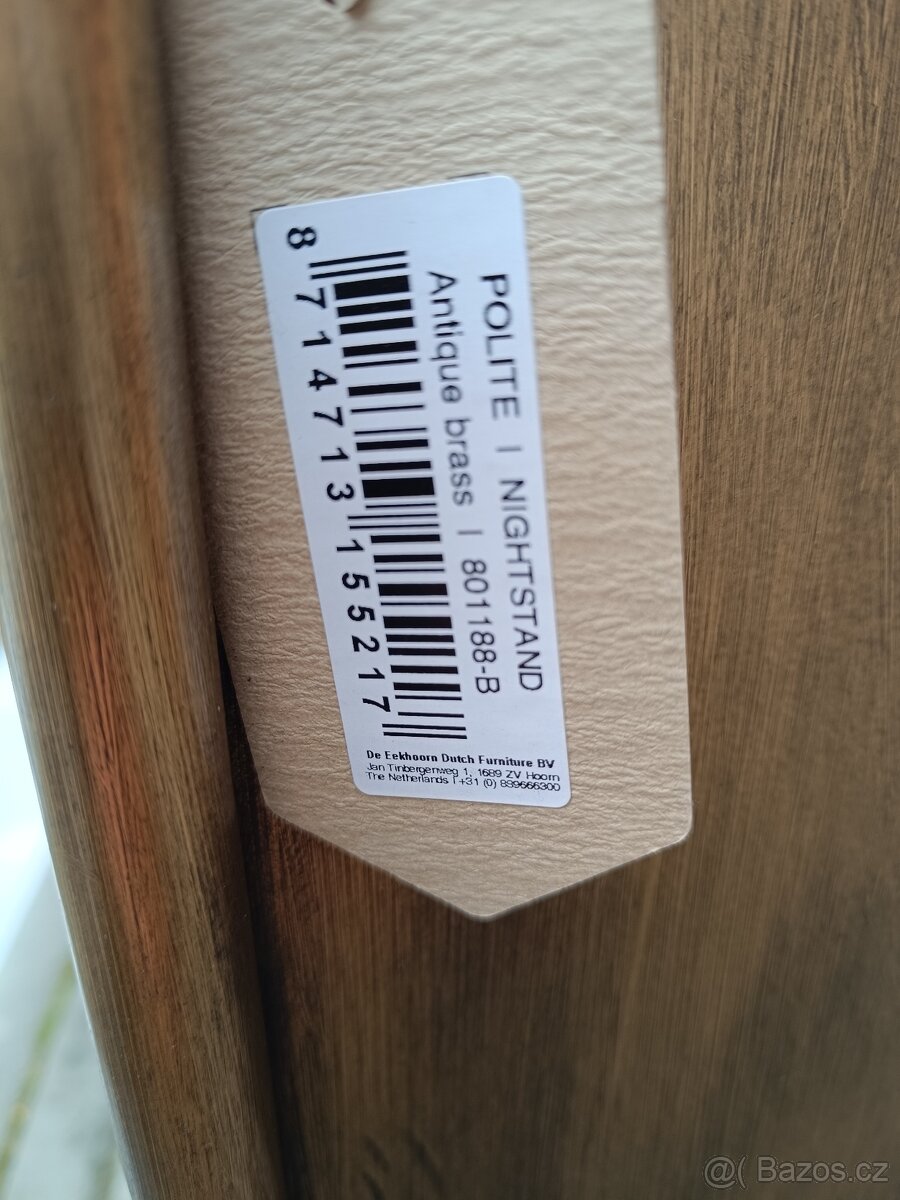 POLITE | NIGHTSTAND
Antique brass | 801188-B
8 714713 155217
De Eekhoorn Dutch Furniture BV
Jan Tinbergenweg 1, 1689 ZV Hoorn
The Netherlands | +31 (0) 889666300
@( Bazos.cz